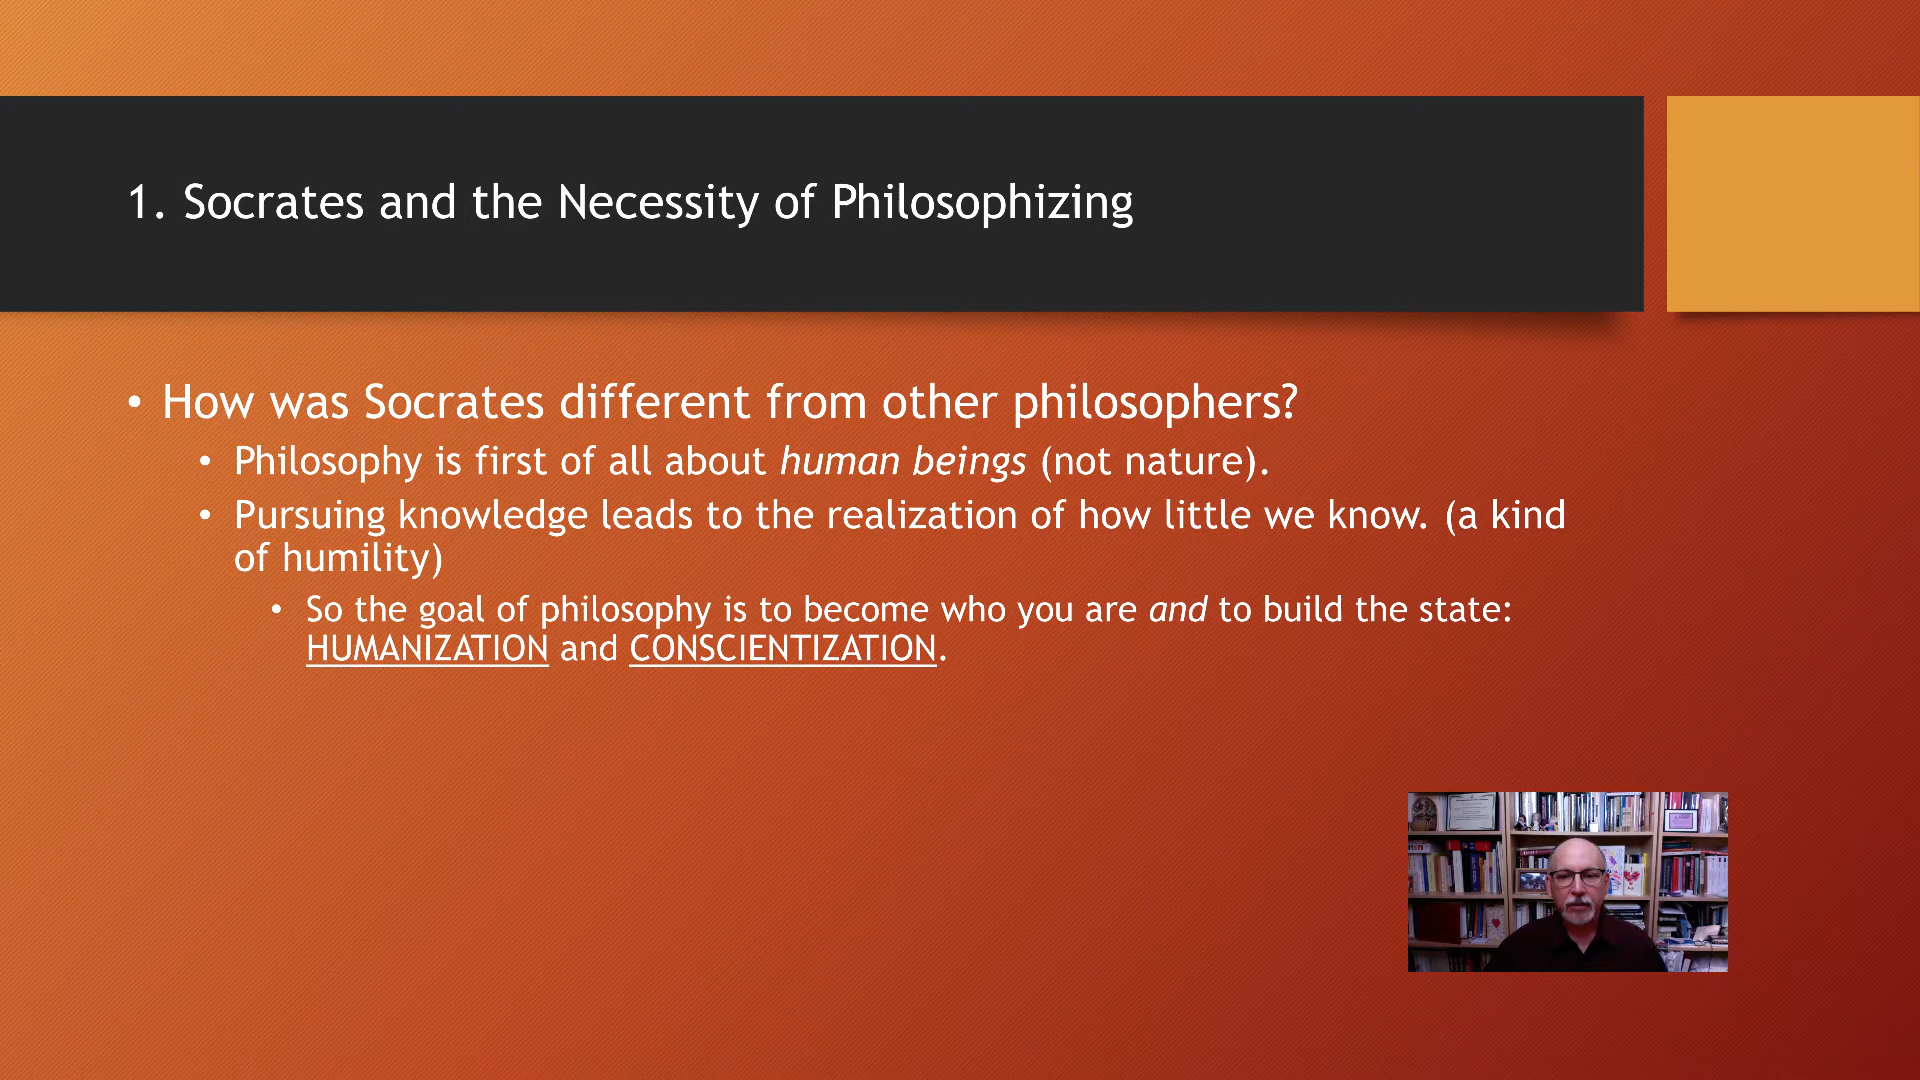 1. Socrates and the Necessity of Philosophizing
• How was Socrates different from other philosophers?
• Philosophy is first of all about human beings (not nature).
• Pursuing knowledge leads to the realization of how little we know. (a kind
of humility)
• So the goal of philosophy is to become who you are and to build the state:
HUMANIZATION and CONSCIENTIZATION.